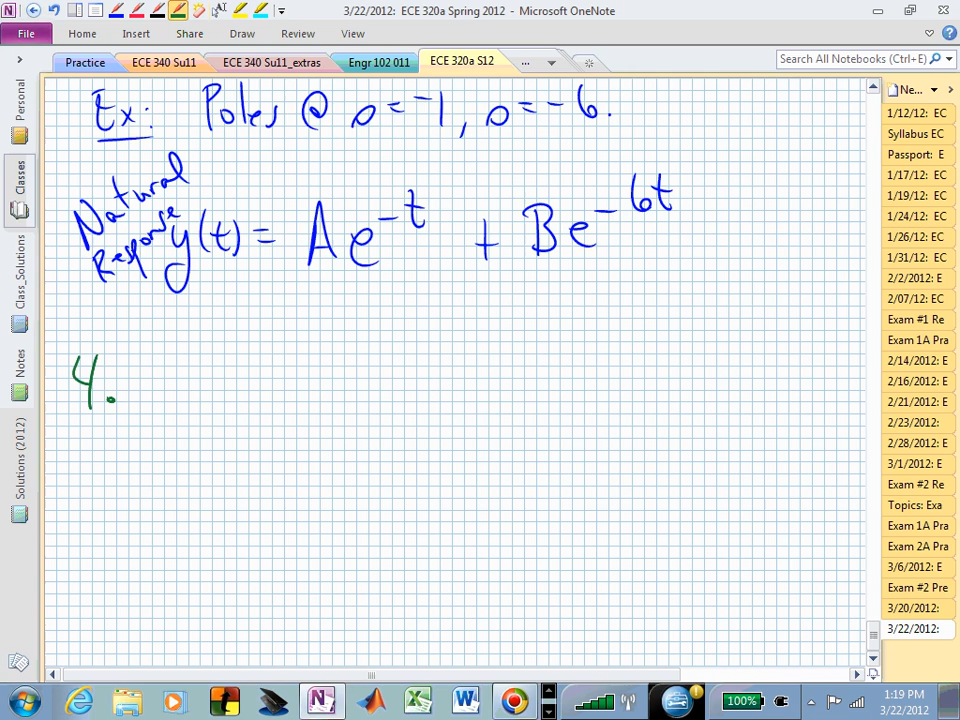 3/22/2012: ECE 320a Spring 2012 - Microsoft OneNote
File Home Insert Share Draw Review View
Practice ECE 340 Su11 ECE 340 Su11_extras Engr 102 011 ECE 320a S12 ...
Search All Notebooks (Ctrl+E)
Ex: Poles @ s=-1, s=-6.
Natural Response y(t) = Ae^-t + Be^-6t
4.
Personal
Classes
Class_Solutions
Notes
Solutions (2012)
Ne...
1/12/12: EC
Syllabus EC
Passport: E
1/17/12: EC
1/19/12: EC
1/24/12: EC
1/26/12: EC
1/31/12: EC
2/2/2012: E
2/07/12: EC
Exam #1 Re
Exam 1A Pra
2/14/2012: E
2/16/2012: E
2/21/2012: E
2/23/2012:
2/28/2012: E
3/1/2012: E
Exam #2 Re
Topics: Exa
Exam 1A Pra
Exam 2A Pra
3/6/2012: E
Exam #2 Pre
3/20/2012:
3/22/2012:
100%
1:19 PM
3/22/2012